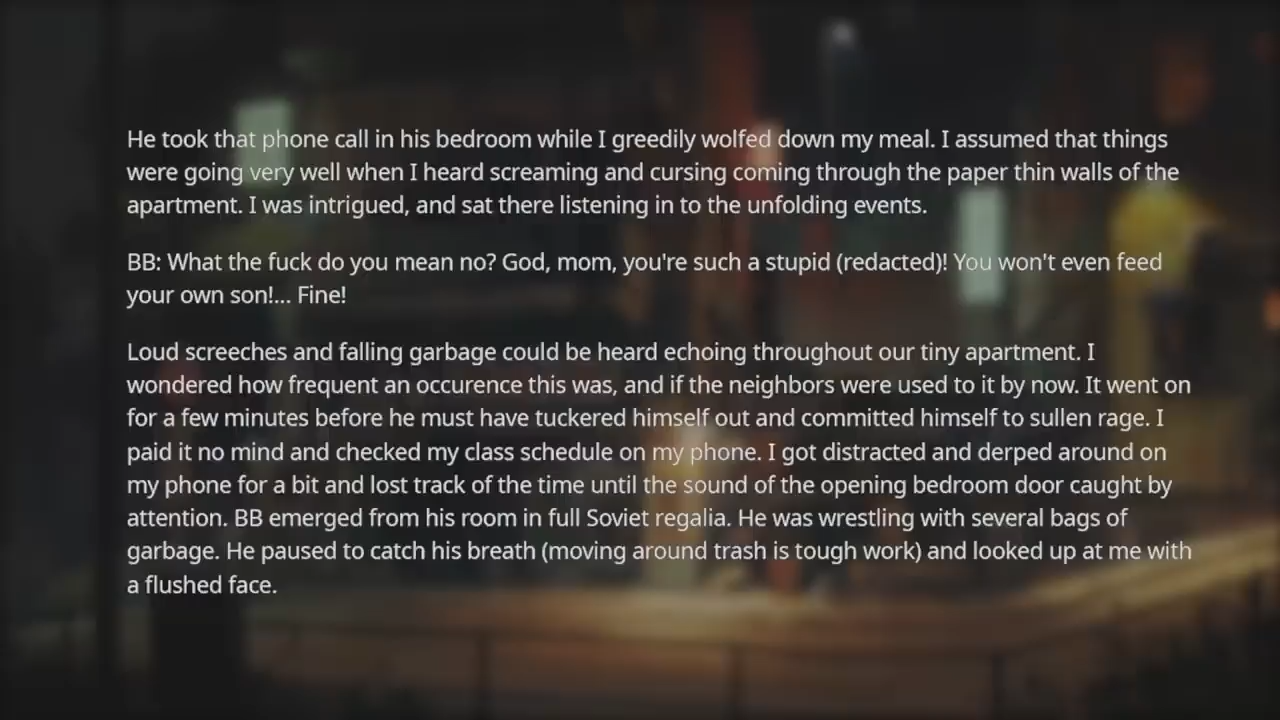 He took that phone call in his bedroom while I greedily wolfed down my meal. I assumed that things
were going very well when I heard screaming and cursing coming through the paper thin walls of the
apartment. I was intrigued, and sat there listening in to the unfolding events.
BB: What the fuck do you mean no? God, mom, you're such a stupid (redacted)! You won't even feed
your own son!... Fine!
Loud screeches and falling garbage could be heard echoing throughout our tiny apartment. I
wondered how frequent an occurence this was, and if the neighbors were used to it by now. It went on
for a few minutes before he must have tuckered himself out and committed himself to sullen rage. I
paid it no mind and checked my class schedule on my phone. I got distracted and derped around on
my phone for a bit and lost track of the time until the sound of the opening bedroom door caught by
attention. BB emerged from his room in full Soviet regalia. He was wrestling with several bags of
garbage. He paused to catch his breath (moving around trash is tough work) and looked up at me with
a flushed face.